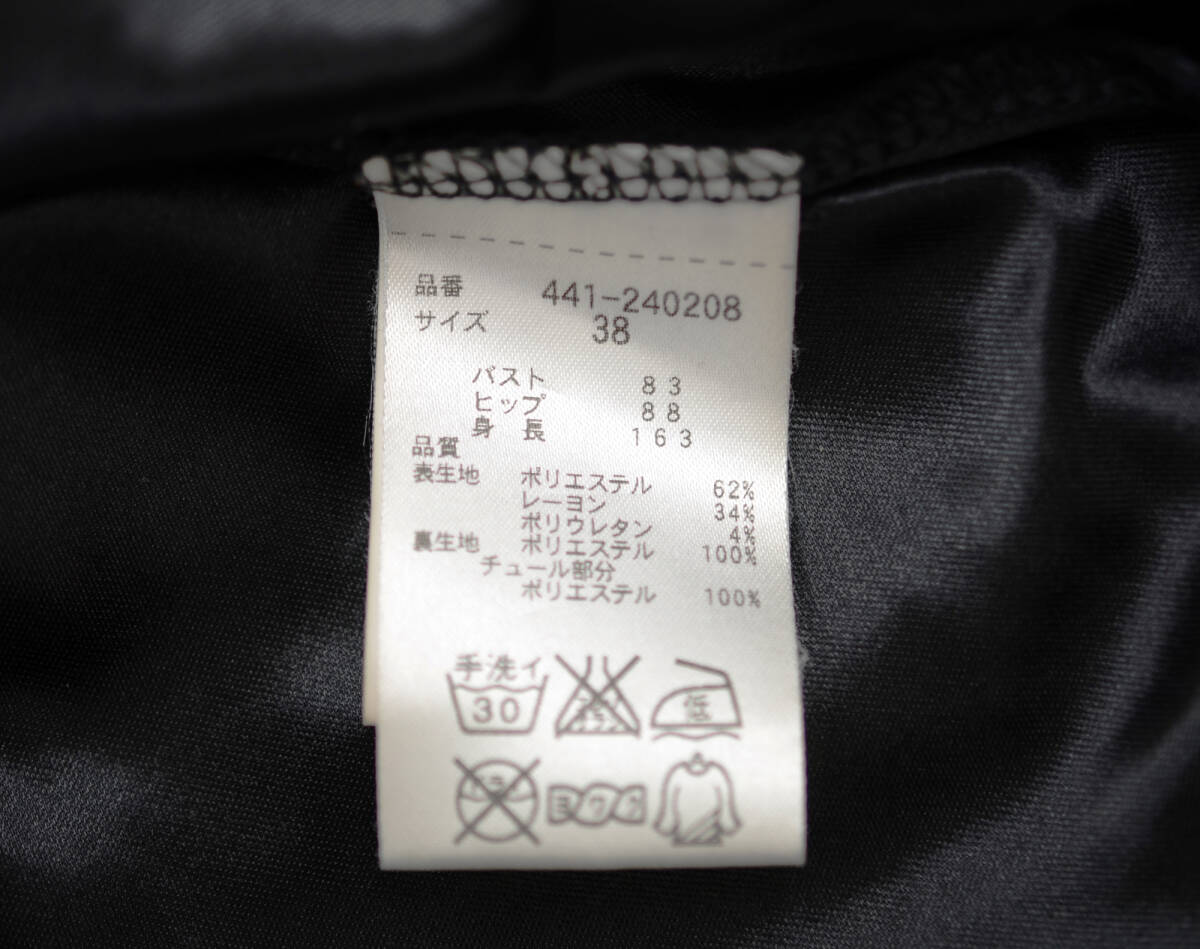 品番 441-240208
サイズ 38
バスト 83
ヒップ 88
身長 163
品質
表生地 ポリエステル 62%
レーヨン 34%
ポリウレタン 4%
裏生地 ポリエステル 100%
チュール部分
ポリエステル 100%
手洗イ
30 低
ヨワク